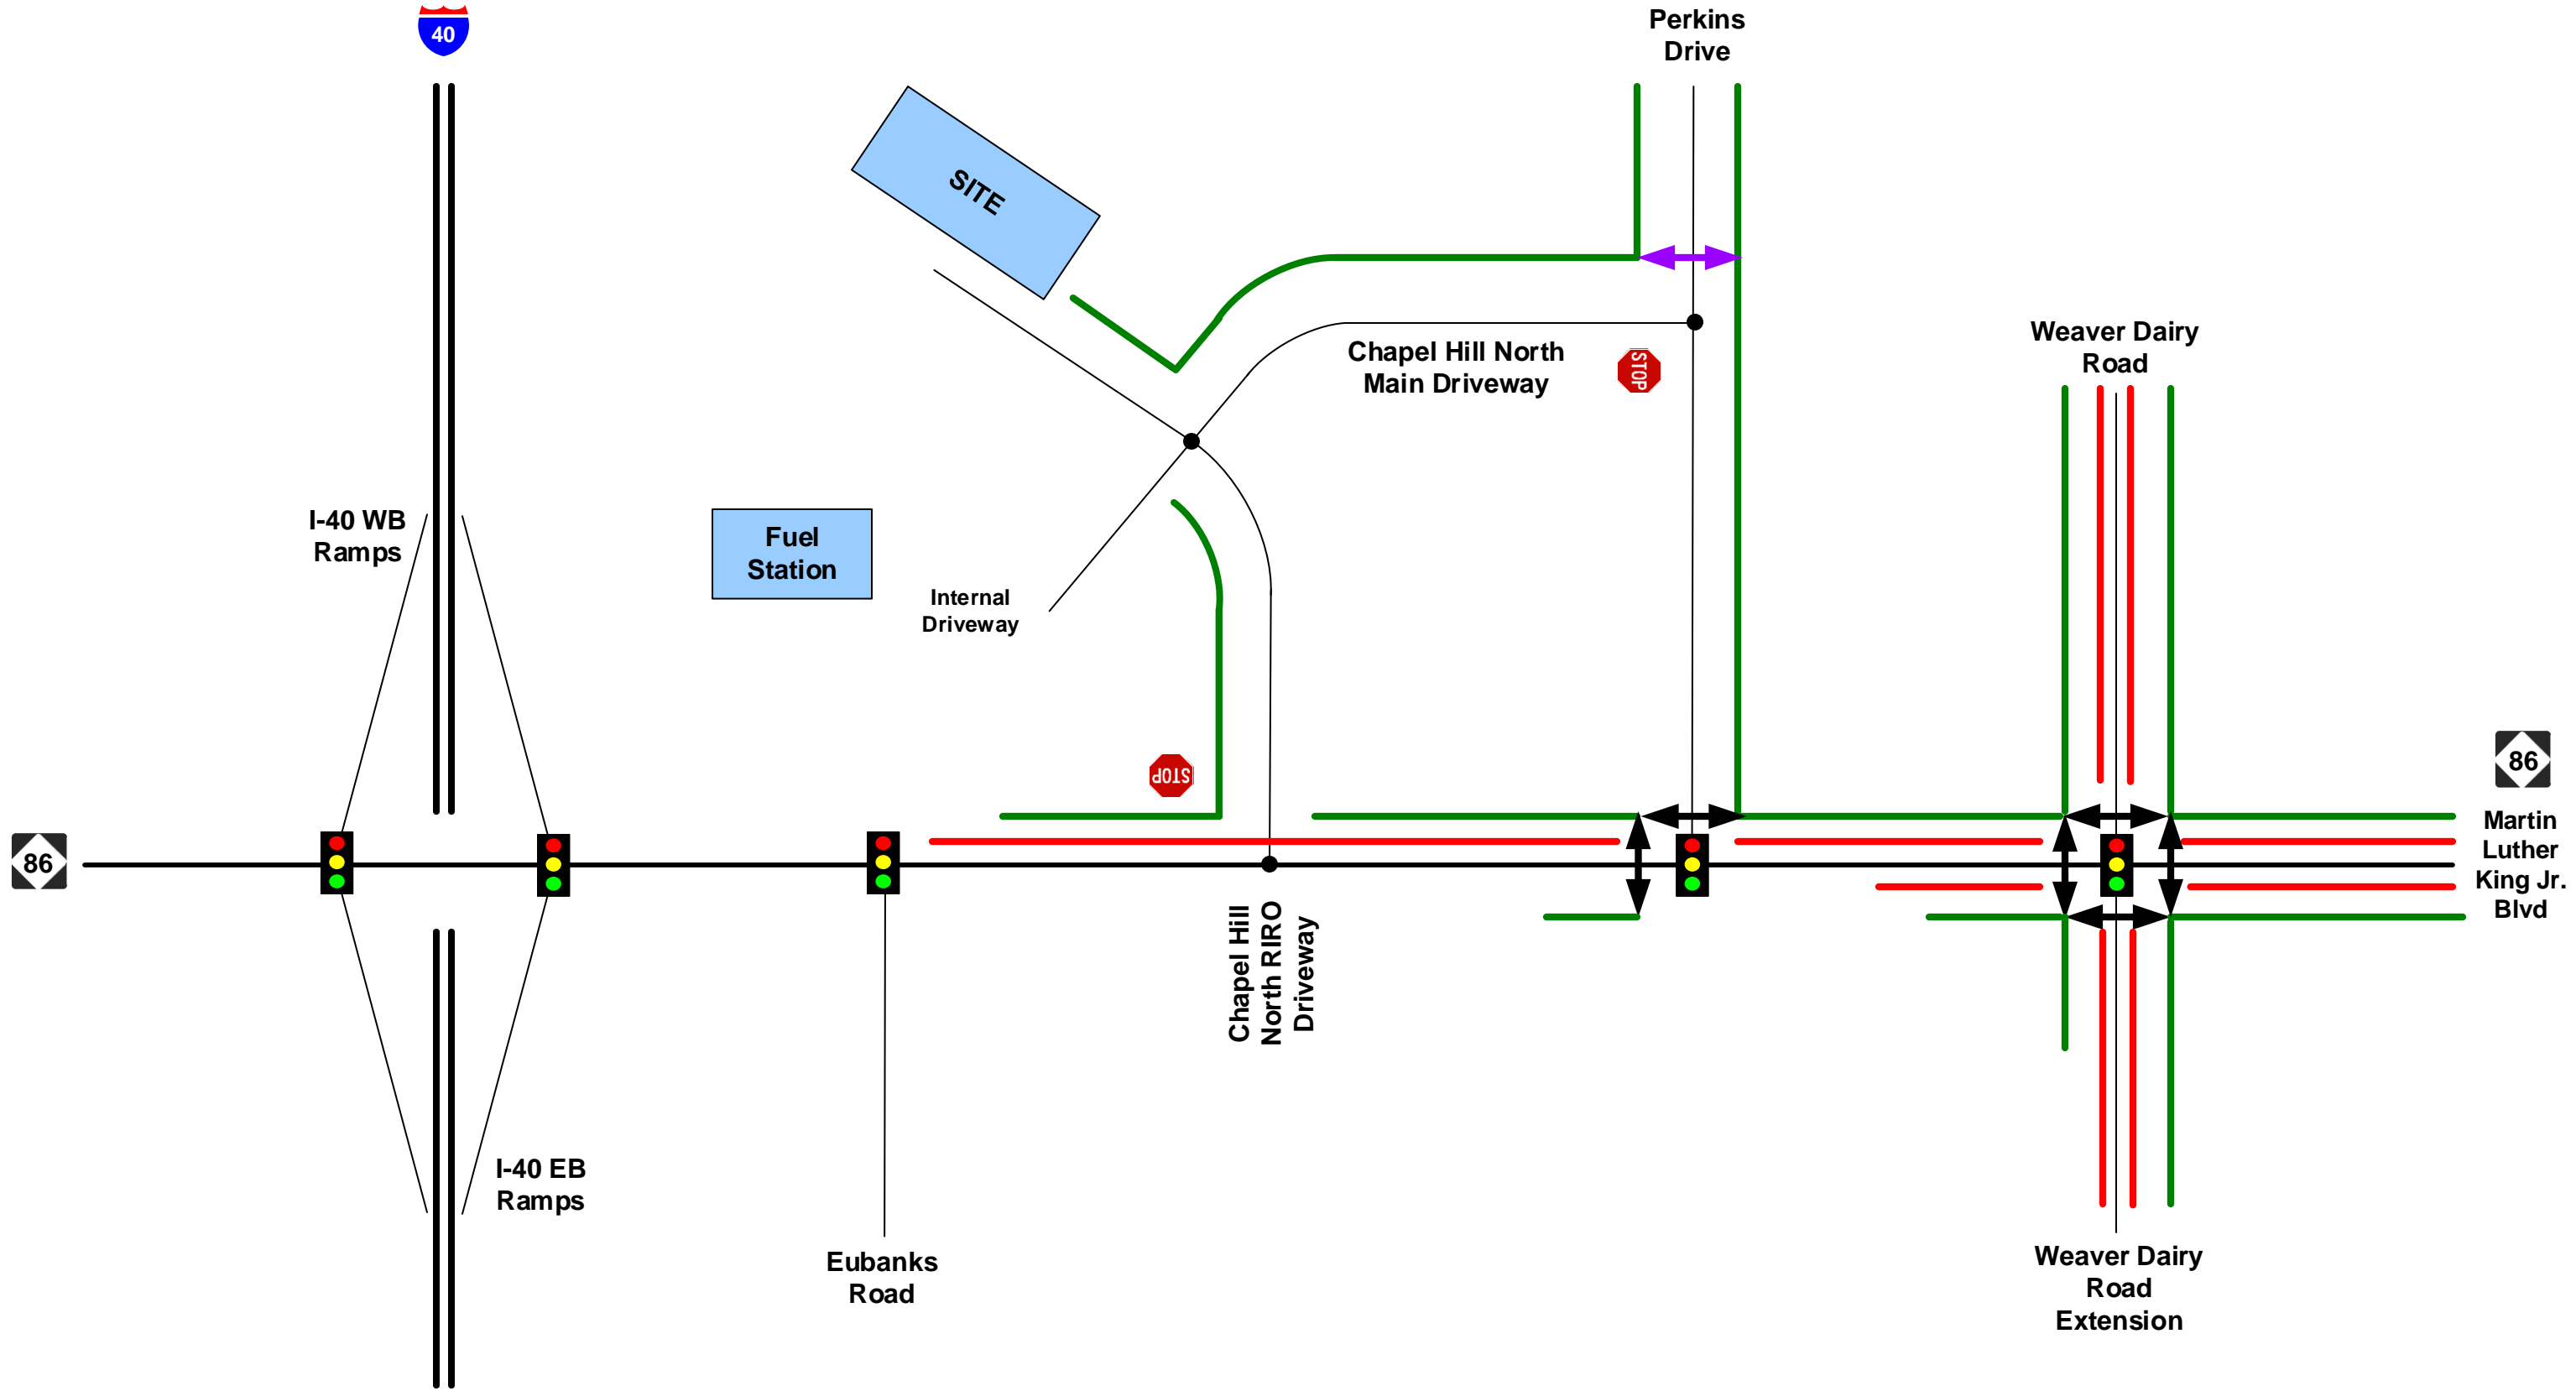 40
Perkins
Drive
SITE
Weaver Dairy
Road
Chapel Hill North
Main Driveway
STOP
I-40 WB
Ramps
Fuel
Station
Internal
Driveway
STOP
86
86
Martin
Luther
King Jr.
Blvd
Chapel Hill
North RIRO
Driveway
I-40 EB
Ramps
Eubanks
Road
Weaver Dairy
Road
Extension